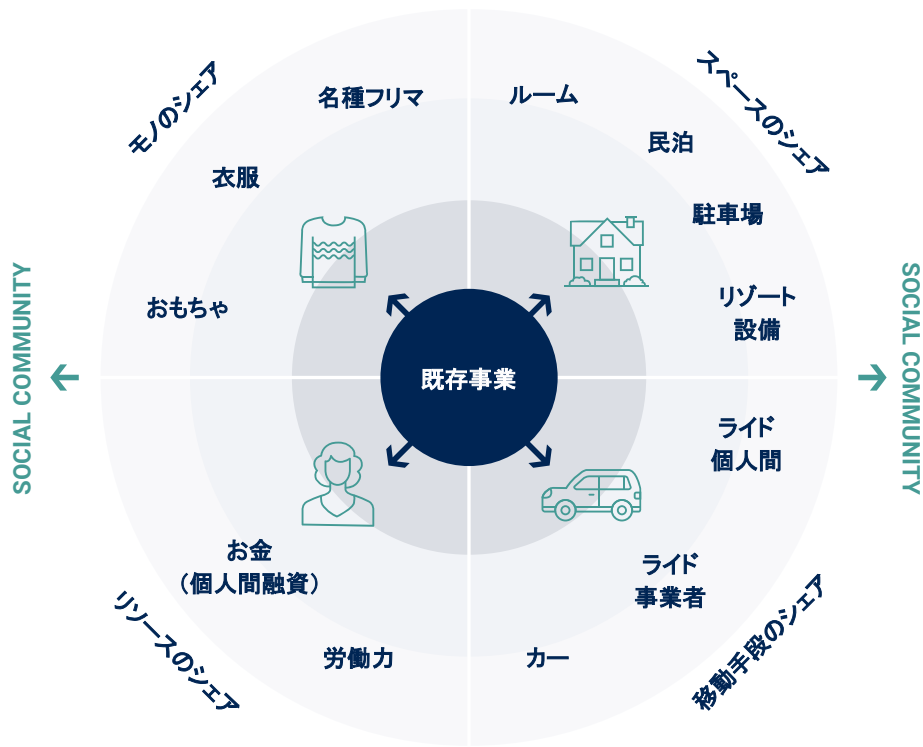 モノのシェア
名種フリマ
衣服
おもちゃ
スペースのシェア
ルーム
民泊
駐車場
リゾート
設備
SOCIAL COMMUNITY
既存事業
SOCIAL COMMUNITY
お金
（個人間融資）
労働力
リソースのシェア
ライド
個人間
ライド
事業者
カー
移動手段のシェア